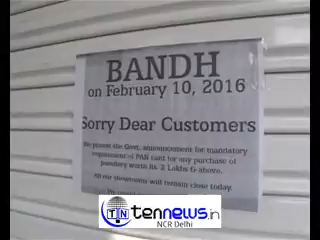 BANDH
on February 10, 2016
Sorry Dear Customers
We protest the Govt. announcement for mandatory
requirement of PAN card for any purchase of
jewellery worth Rs. 2 Lakhs & above.
All our showrooms will remain close today.
TN tennews.in
NCR Delhi